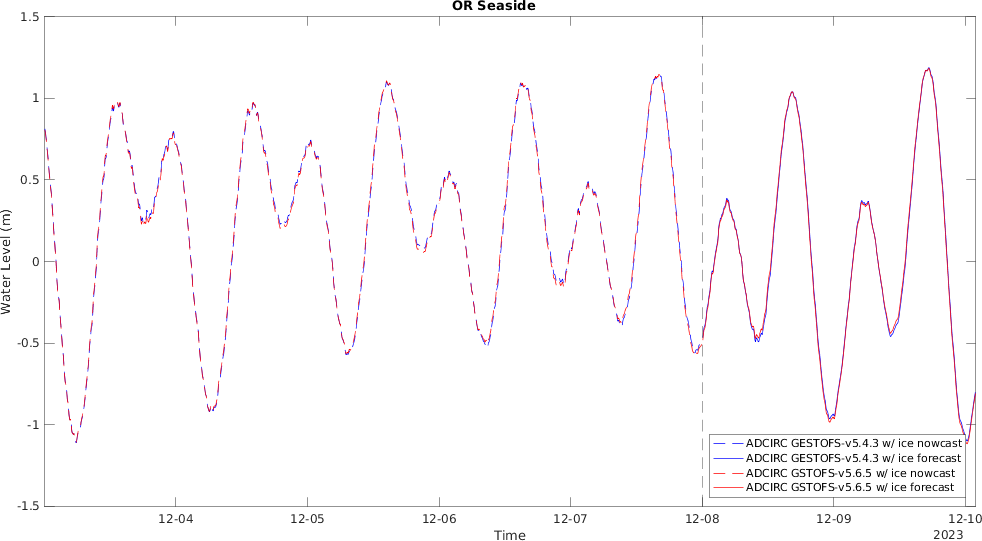 OR Seaside
1.5
1
0.5
0
-0.5
-1
-1.5
Water Level (m)
12-04 12-05 12-06 12-07 12-08 12-09 12-10
Time
2023
ADCIRC GESTOFS-v5.4.3 w/ ice nowcast
ADCIRC GESTOFS-v5.4.3 w/ ice forecast
ADCIRC GSTOFS-v5.6.5 w/ ice nowcast
ADCIRC GSTOFS-v5.6.5 w/ ice forecast